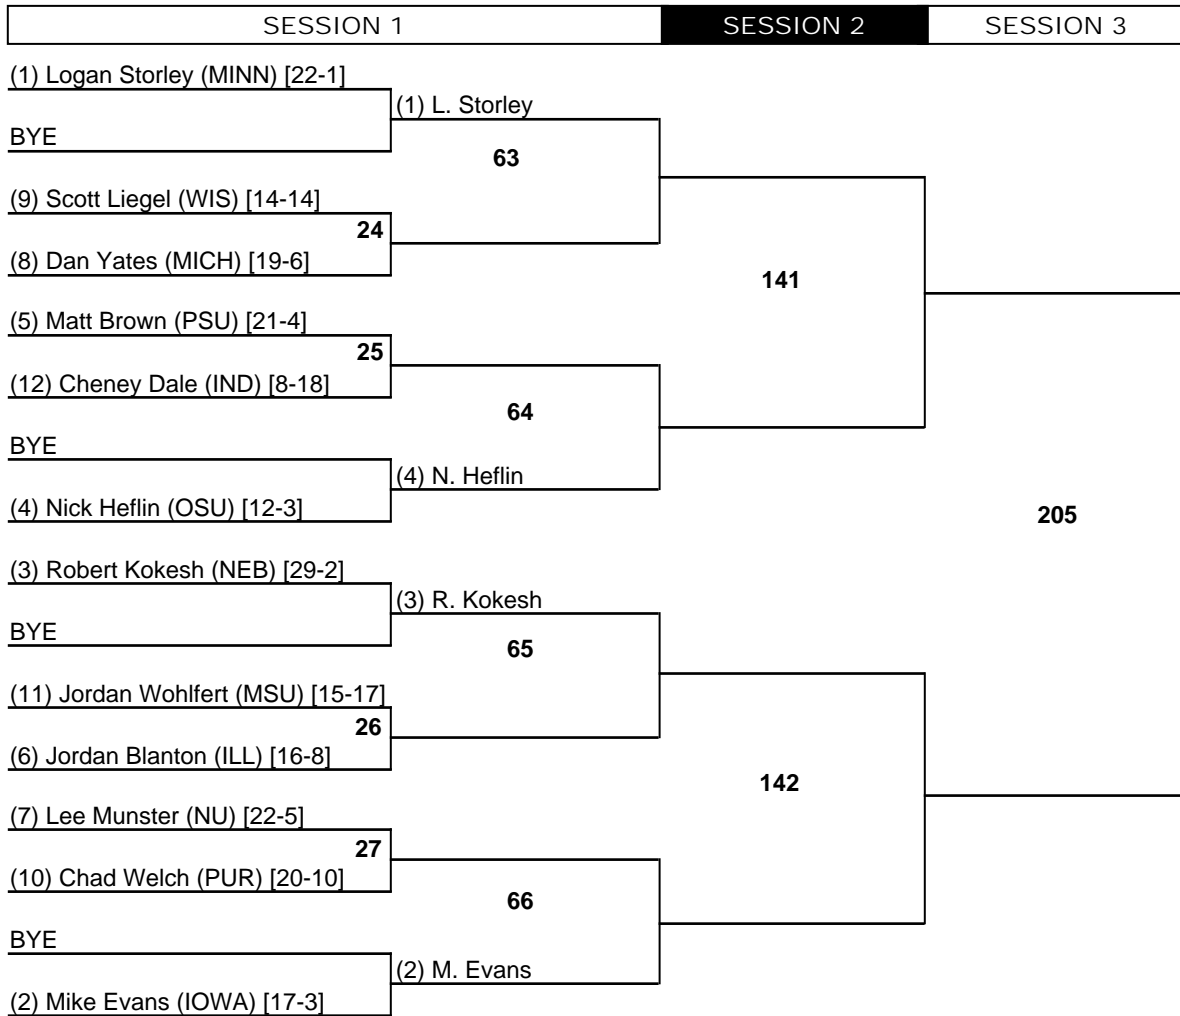 SESSION 1 SESSION 2 SESSION 3
(1) Logan Storley (MINN) [22-1]
(1) L. Storley
BYE
63
(9) Scott Liegel (WIS) [14-14]
24
(8) Dan Yates (MICH) [19-6]
141
(5) Matt Brown (PSU) [21-4]
25
(12) Cheney Dale (IND) [8-18]
64
BYE
(4) N. Heflin
(4) Nick Heflin (OSU) [12-3]
205
(3) Robert Kokesh (NEB) [29-2]
(3) R. Kokesh
BYE
65
(11) Jordan Wohlfert (MSU) [15-17]
26
(6) Jordan Blanton (ILL) [16-8]
142
(7) Lee Munster (NU) [22-5]
27
(10) Chad Welch (PUR) [20-10]
66
BYE
(2) M. Evans
(2) Mike Evans (IOWA) [17-3]